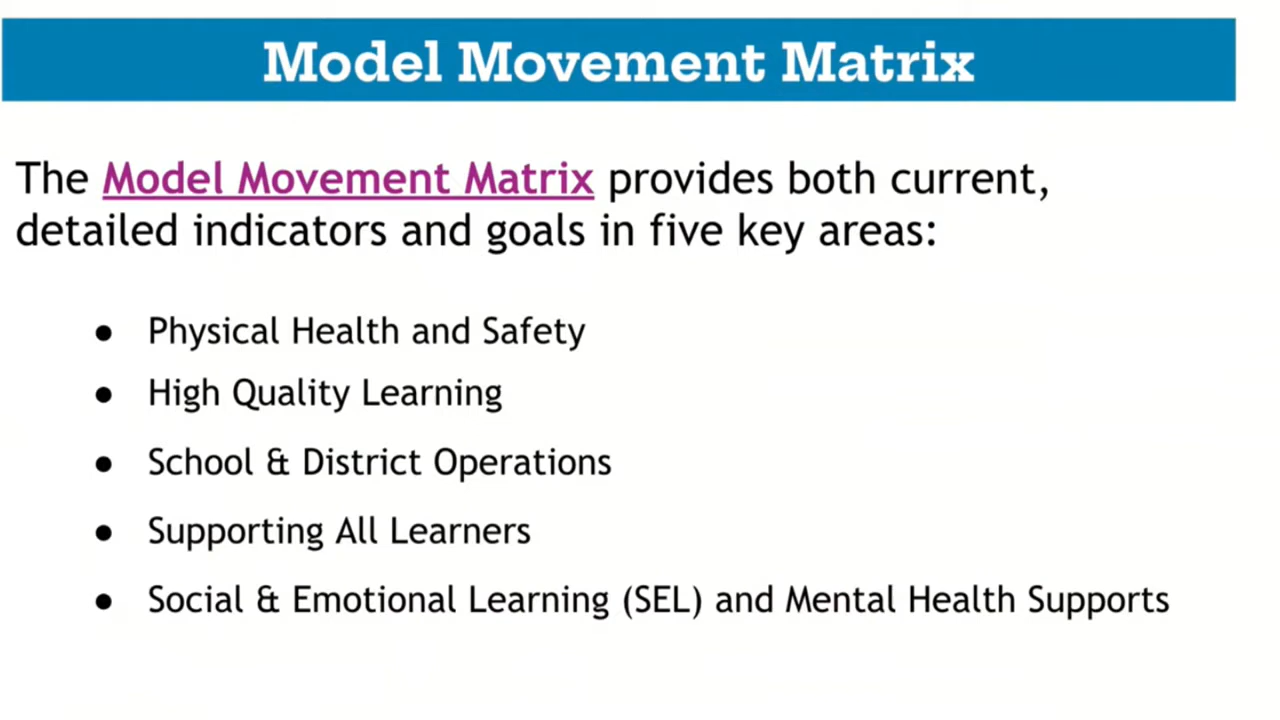 Model Movement Matrix
The Model Movement Matrix provides both current,
detailed indicators and goals in five key areas:
● Physical Health and Safety
● High Quality Learning
● School & District Operations
● Supporting All Learners
● Social & Emotional Learning (SEL) and Mental Health Supports